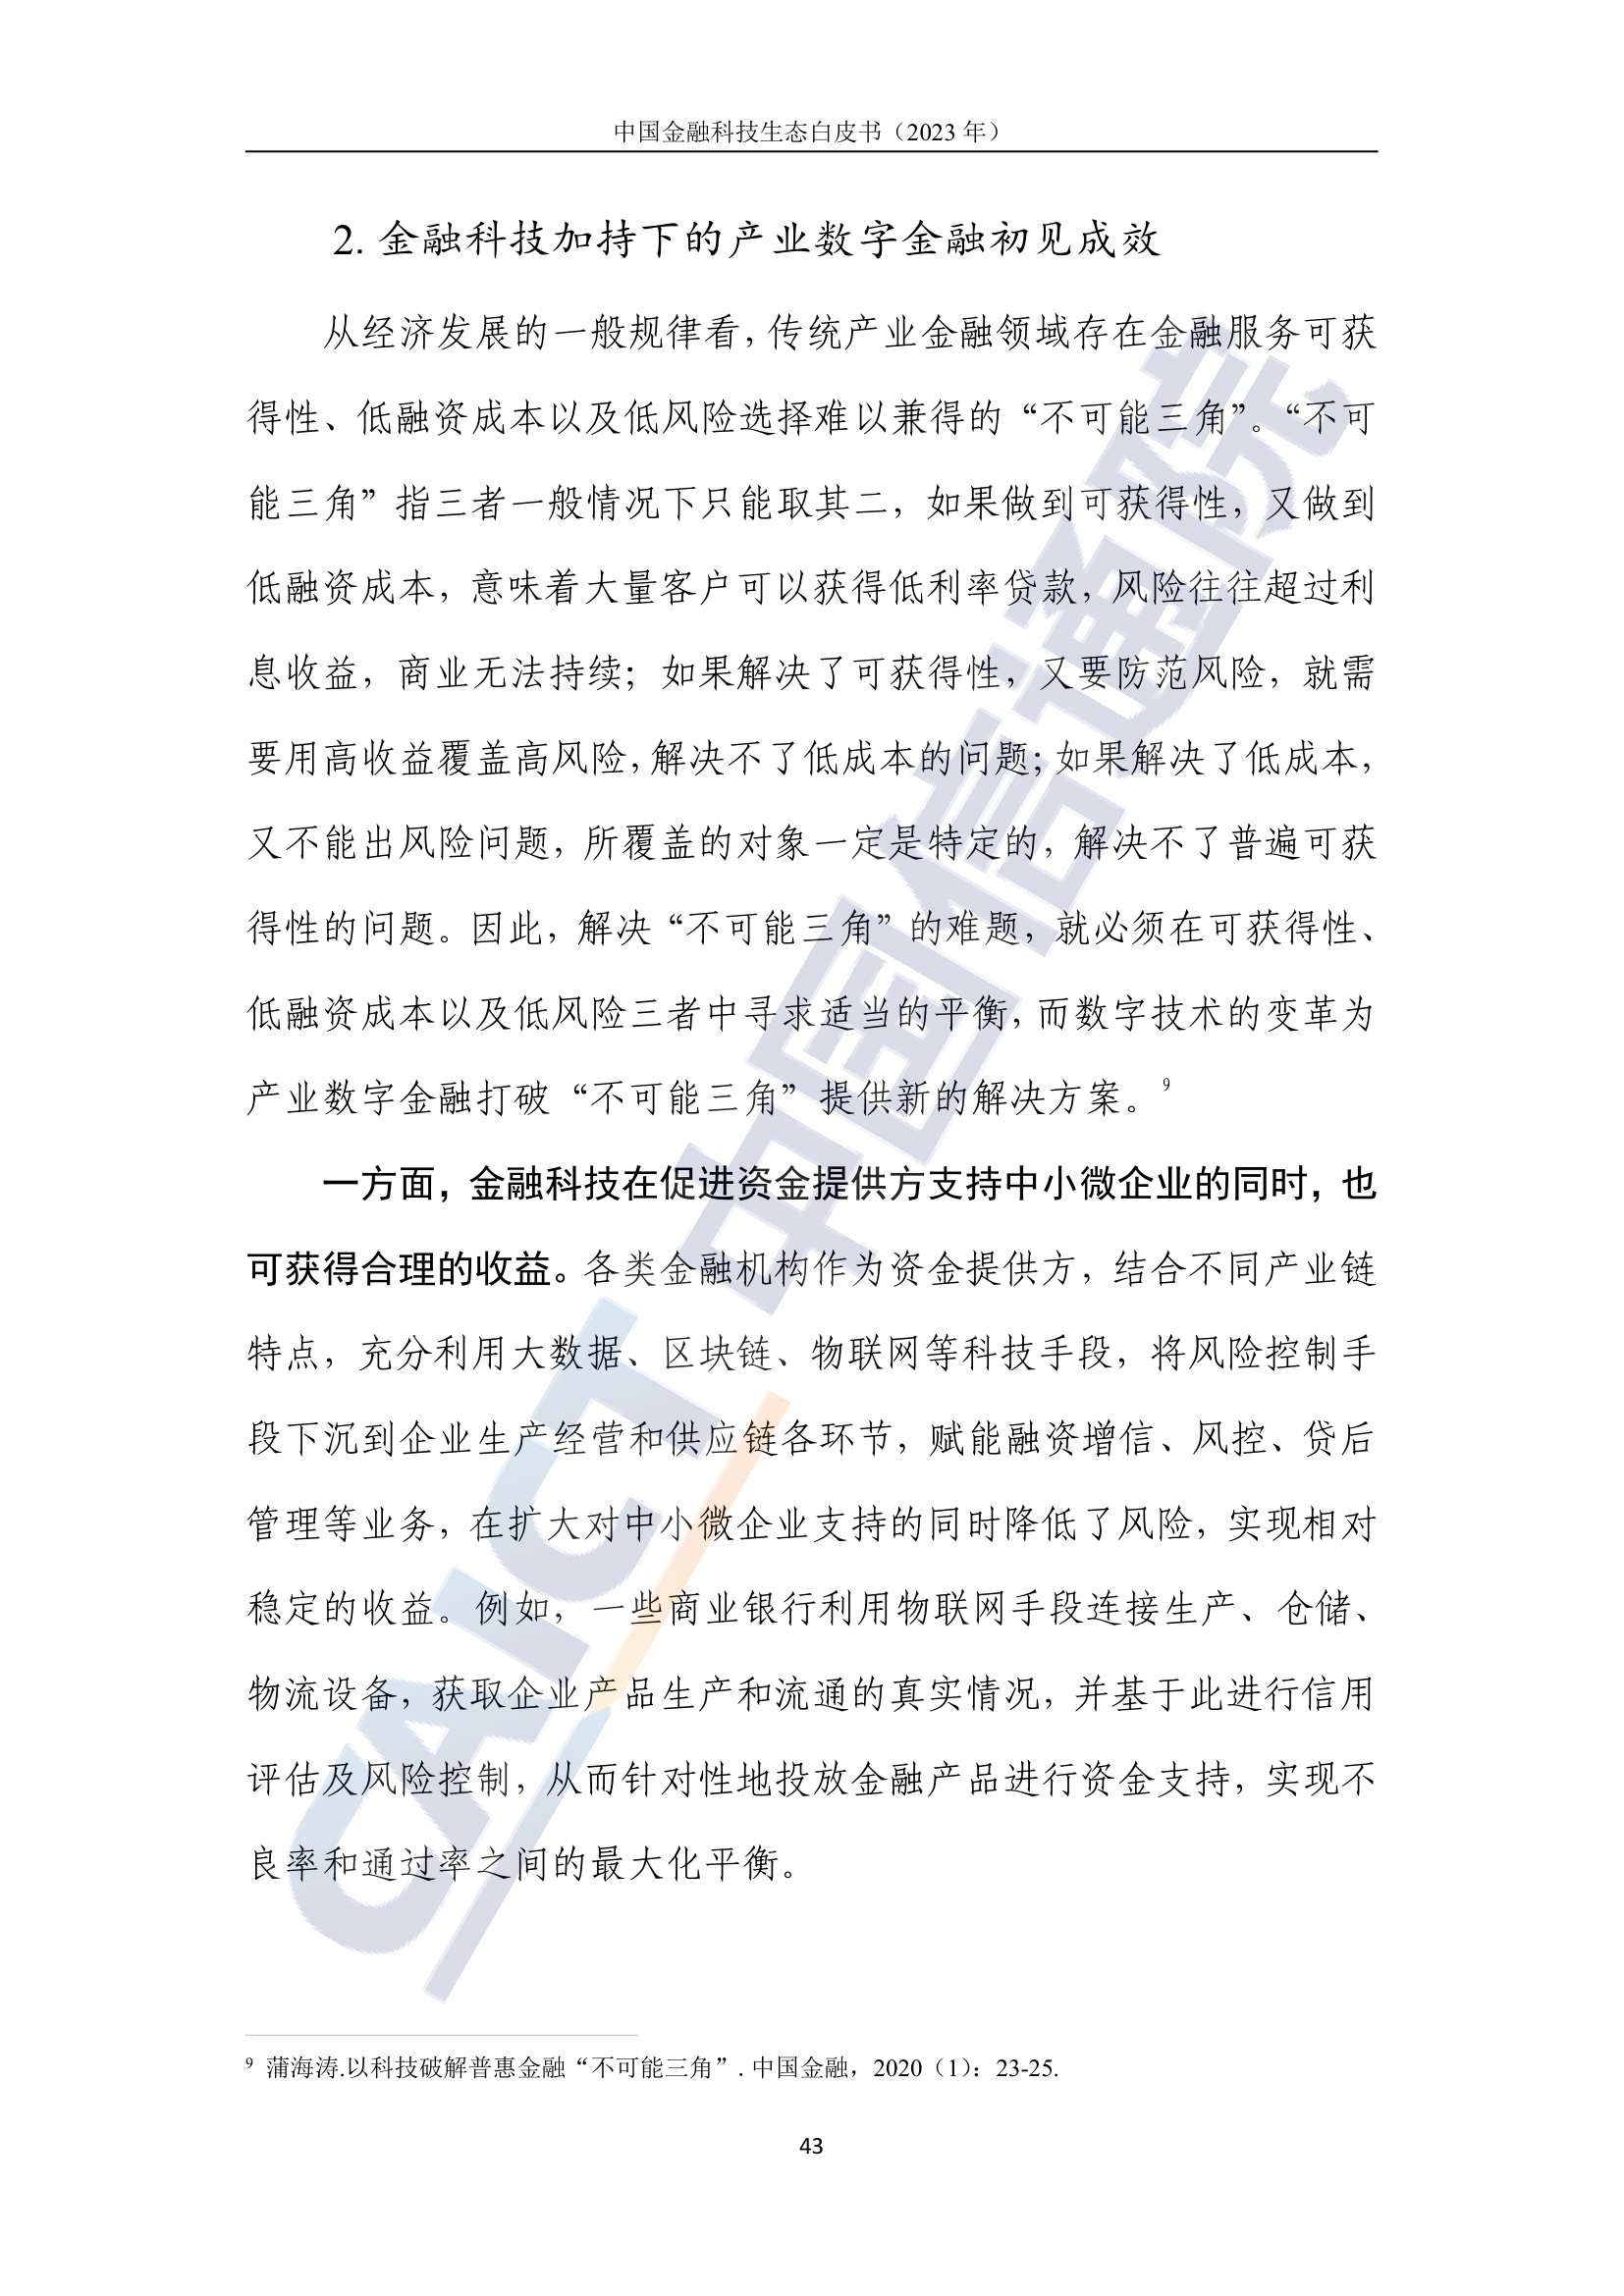 中国金融科技生态白皮书（2023 年）
2. 金融科技加持下的产业数字金融初见成效
从经济发展的一般规律看，传统产业金融领域存在金融服务可获
得性、低融资成本以及低风险选择难以兼得的“不可能三角”。“不可
能三角”指三者一般情况下只能取其二，如果做到可获得性，又做到
低融资成本，意味着大量客户可以获得低利率贷款，风险往往超过利
息收益，商业无法持续；如果解决了可获得性，又要防范风险，就需
要用高收益覆盖高风险，解决不了低成本的问题；如果解决了低成本，
又不能出风险问题，所覆盖的对象一定是特定的，解决不了普遍可获
得性的问题。因此，解决“不可能三角”的难题，就必须在可获得性、
低融资成本以及低风险三者中寻求适当的平衡，而数字技术的变革为
产业数字金融打破“不可能三角”提供新的解决方案。9
一方面，金融科技在促进资金提供方支持中小微企业的同时，也
可获得合理的收益。各类金融机构作为资金提供方，结合不同产业链
特点，充分利用大数据、区块链、物联网等科技手段，将风险控制手
段下沉到企业生产经营和供应链各环节，赋能融资增信、风控、贷后
管理等业务，在扩大对中小微企业支持的同时降低了风险，实现相对
稳定的收益。例如，一些商业银行利用物联网手段连接生产、仓储、
物流设备，获取企业产品生产和流通的真实情况，并基于此进行信用
评估及风险控制，从而针对性地投放金融产品进行资金支持，实现不
良率和通过率之间的最大化平衡。
CAICT 中国信通院
9 蒲海涛.以科技破解普惠金融“不可能三角”. 中国金融，2020（1）：23-25.
43